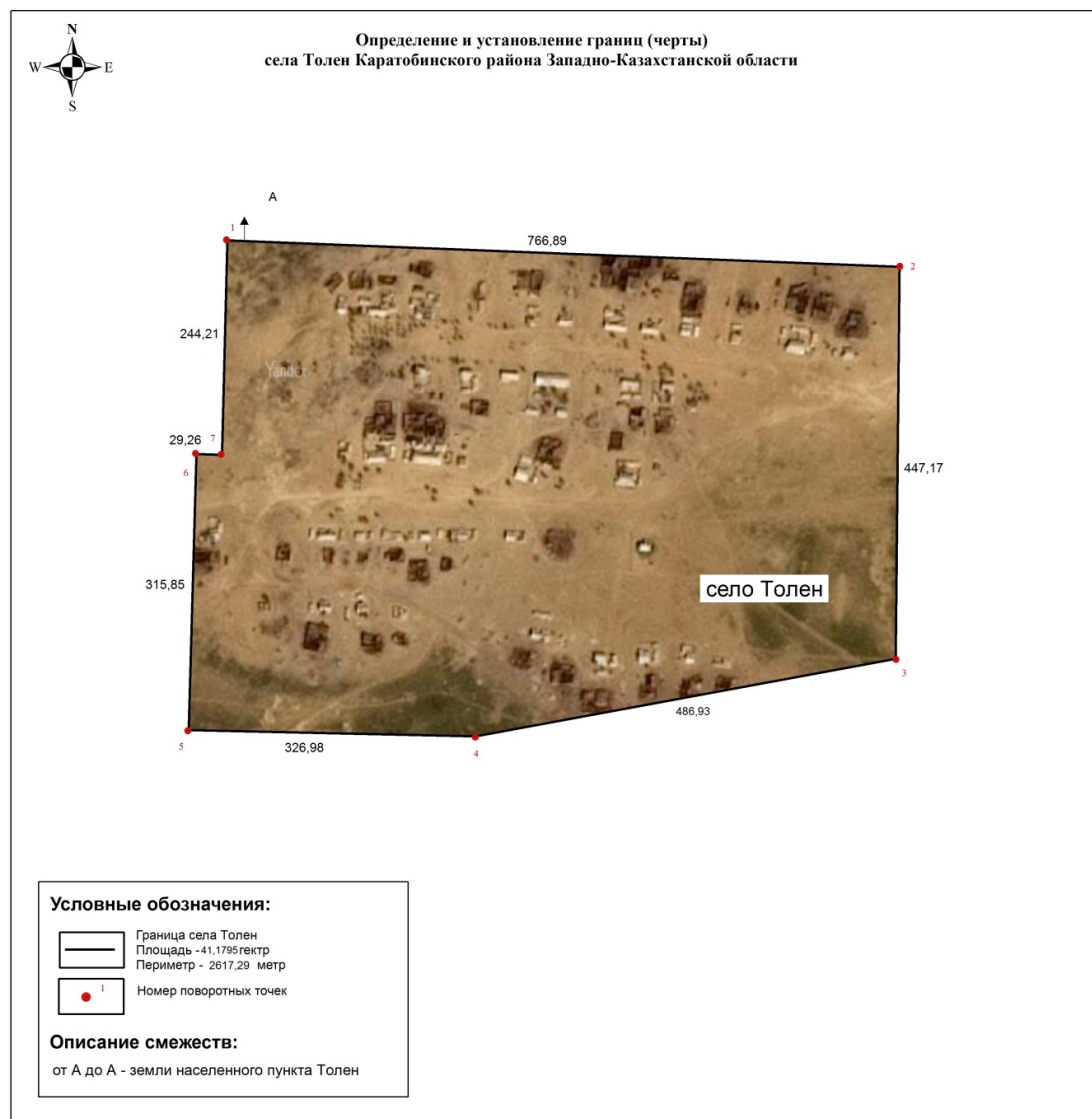 N
W E
S
Определение и установление границ (черты)
села Толен Каратобинского района Западно-Казахстанской области
А
1
766,89
2
244,21
Yandex
29,26
7
6
447,17
315,85
село Толен
3
486,93
5
326,98
4
Условные обозначения:
Граница села Толен
Площадь -41,1795гектр
Периметр - 2617,29 метр
1
Номер поворотных точек
Описание смежеств:
от А до А - земли населенного пункта Толен